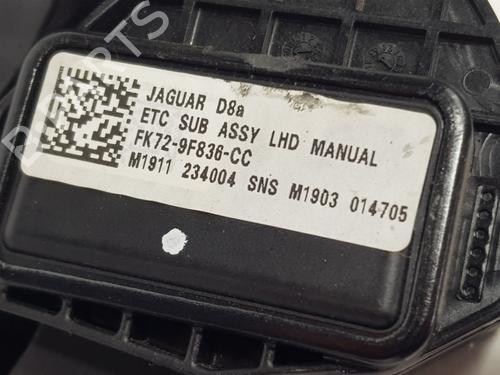 JAGUAR D8a
ETC SUB ASSY LHD MANUAL
FK72-9F836-CC
M1911 234004 SNS M1903 014705